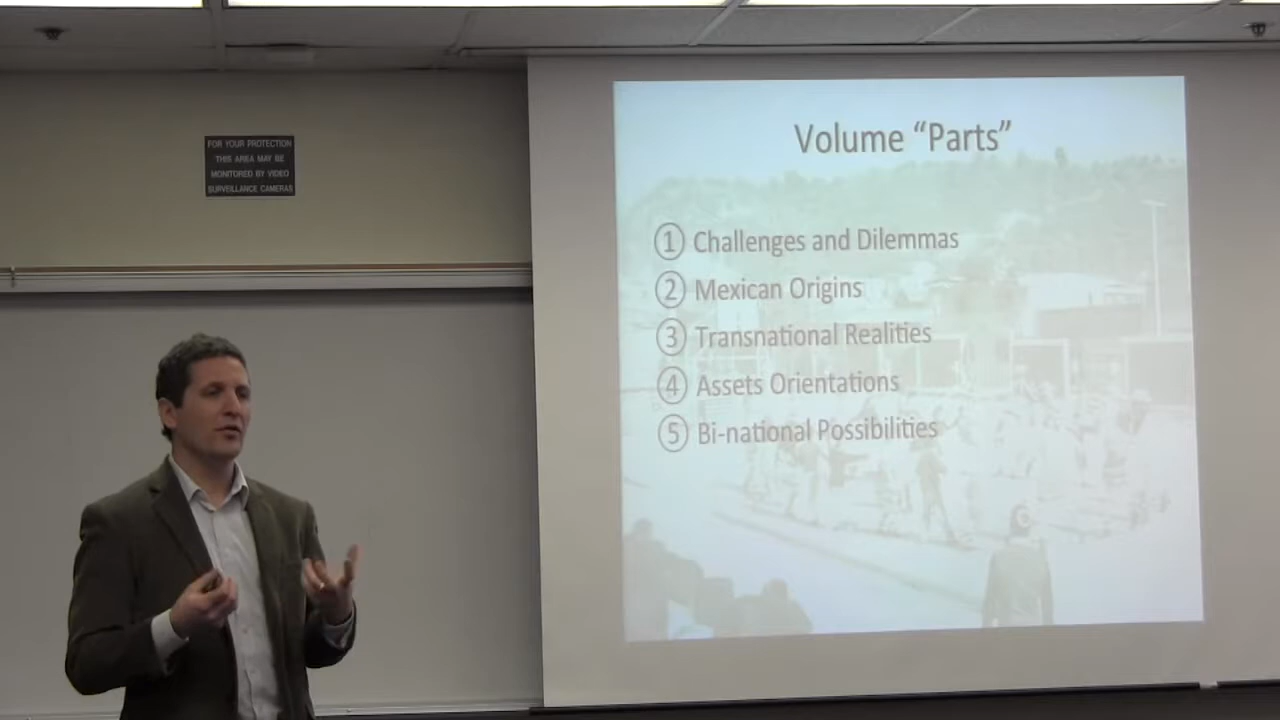 FOR YOUR PROTECTION
THIS AREA MAY BE
MONITORED BY VIDEO
SURVEILLANCE CAMERAS
Volume “Parts”
1 Challenges and Dilemmas
2 Mexican Origins
3 Transnational Realities
4 Assets Orientations
5 Bi-national Possibilities